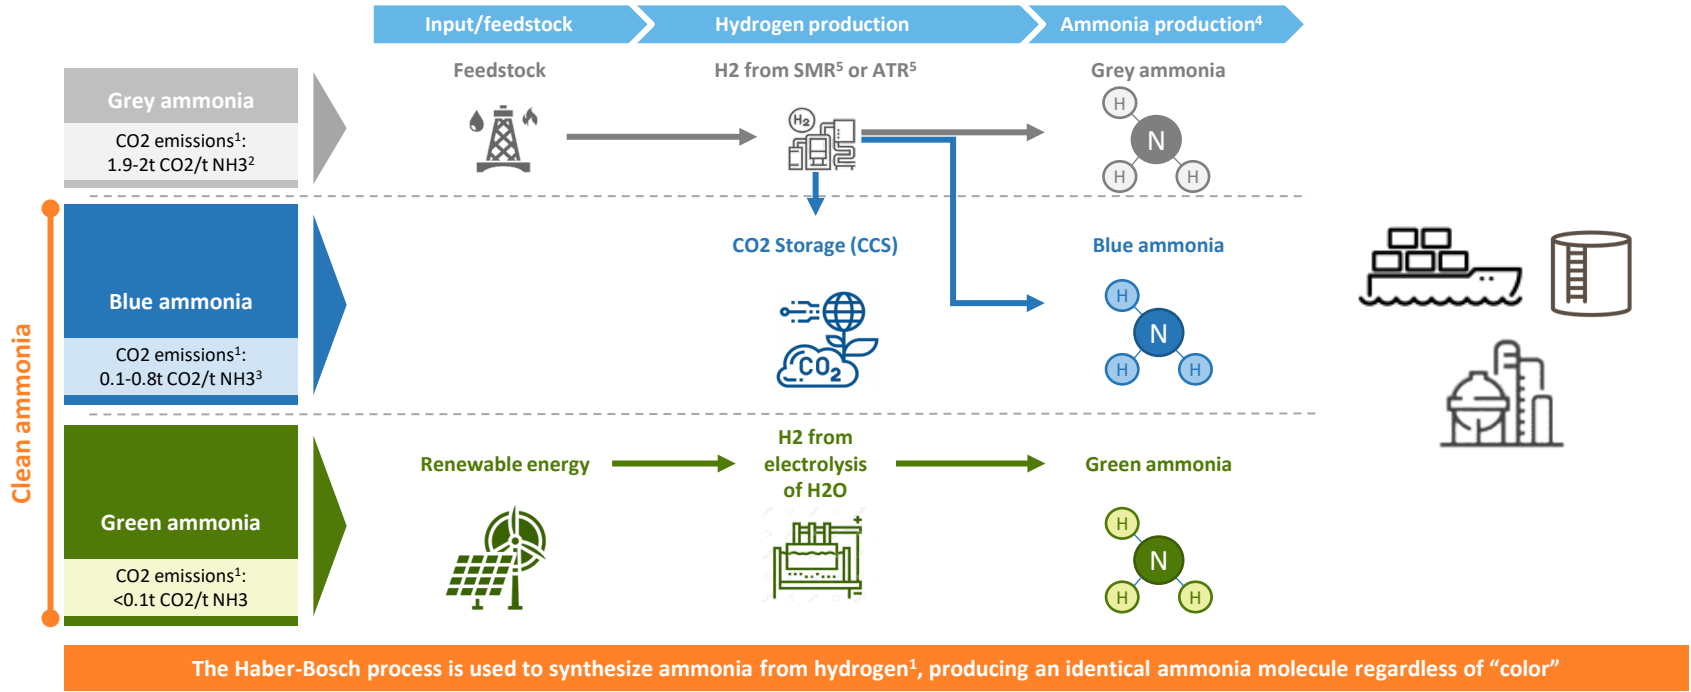 Input/feedstock
Hydrogen production
Ammonia production⁴
Grey ammonia
CO2 emissions¹:
1.9-2t CO2/t NH3²
Feedstock
H2 from SMR⁵ or ATR⁵
Grey ammonia
H₂
N
H
H
H
Clean ammonia
Blue ammonia
CO2 emissions¹:
0.1-0.8t CO2/t NH3³
CO2 Storage (CCS)
CO₂
Blue ammonia
H
N
H
H
Green ammonia
CO2 emissions¹:
<0.1t CO2/t NH3
Renewable energy
H2 from
electrolysis
of H2O
Green ammonia
H
N
H
H
The Haber-Bosch process is used to synthesize ammonia from hydrogen¹, producing an identical ammonia molecule regardless of “color”